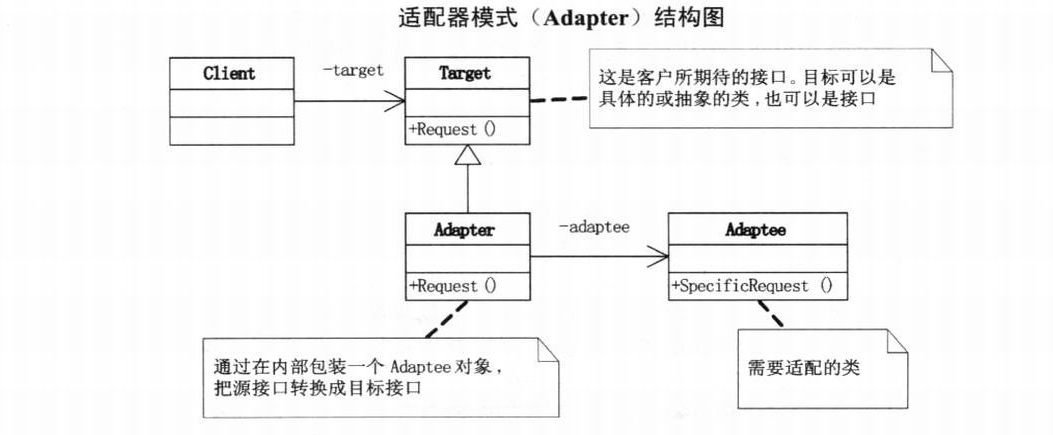 适配器模式（Adapter）结构图
Client
-target
Target
+Request()
这是客户所期待的接口。目标可以是
具体的或抽象的类，也可以是接口
Adapter
+Request()
-adaptee
Adaptee
+SpecificRequest ()
通过在内部包装一个 Adaptee 对象，
把源接口转换成目标接口
需要适配的类